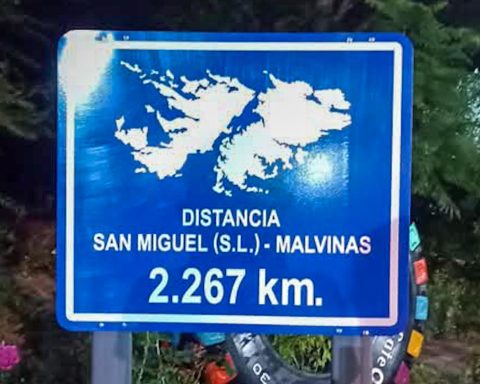 DISTANCIA
SAN MIGUEL (S.L.) - MALVINAS
2.267 km.